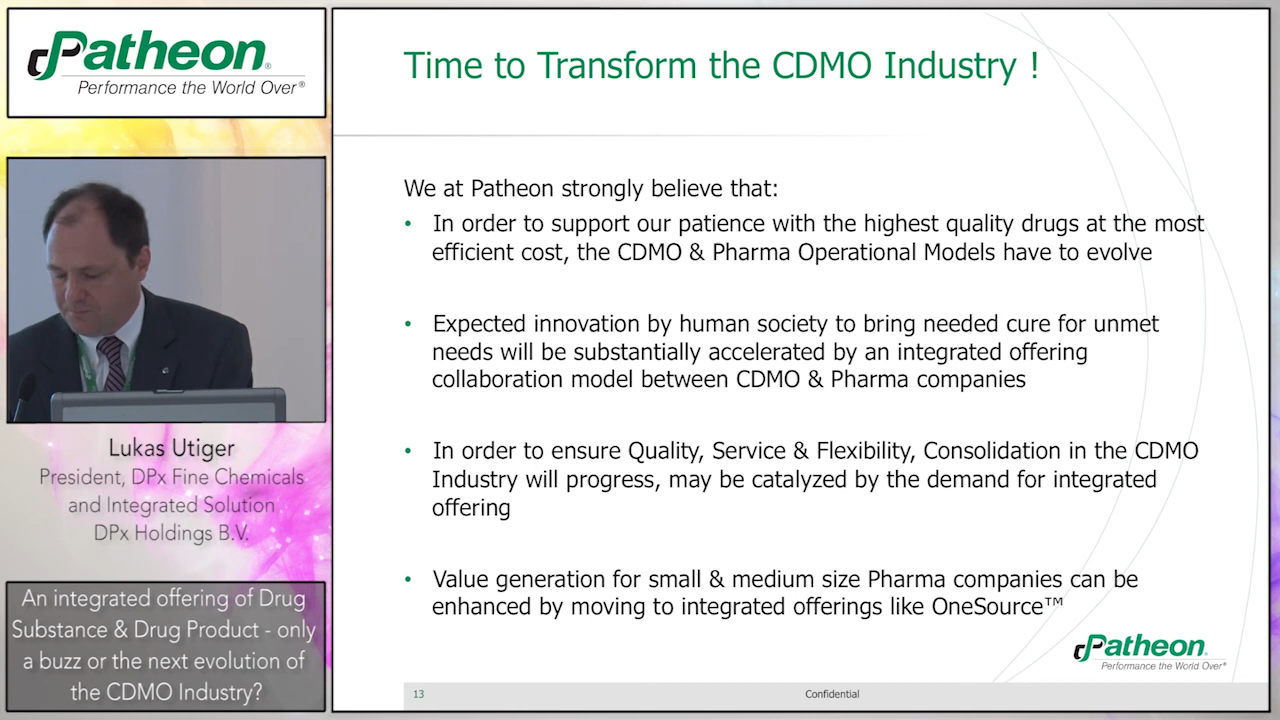 Patheon®
Performance the World Over®
Lukas Utiger
President, DPx Fine Chemicals
and Integrated Solution
DPx Holdings B.V.
An integrated offering of Drug
Substance & Drug Product - only
a buzz or the next evolution of
the CDMO Industry?
Time to Transform the CDMO Industry !
We at Patheon strongly believe that:
• In order to support our patience with the highest quality drugs at the most
efficient cost, the CDMO & Pharma Operational Models have to evolve
• Expected innovation by human society to bring needed cure for unmet
needs will be substantially accelerated by an integrated offering
collaboration model between CDMO & Pharma companies
• In order to ensure Quality, Service & Flexibility, Consolidation in the CDMO
Industry will progress, may be catalyzed by the demand for integrated
offering
• Value generation for small & medium size Pharma companies can be
enhanced by moving to integrated offerings like OneSource™
Patheon®
Performance the World Over®
13
Confidential